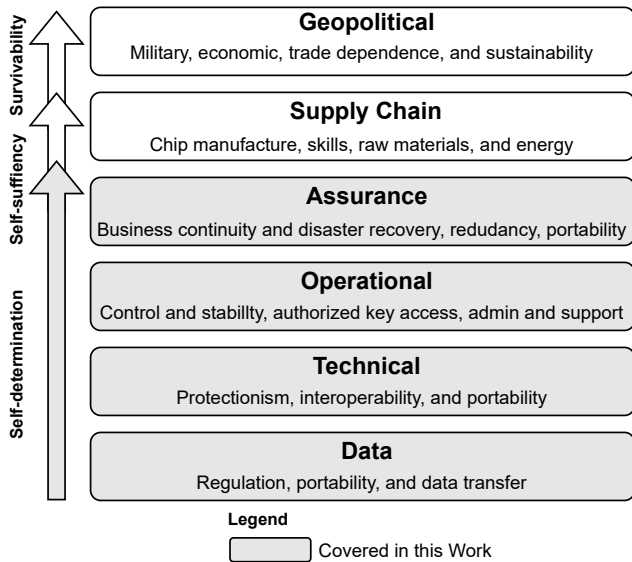 Geopolitical
Military, economic, trade dependence, and sustainability
Supply Chain
Chip manufacture, skills, raw materials, and energy
Assurance
Business continuity and disaster recovery, redudancy, portability
Operational
Control and stabillty, authorized key access, admin and support
Technical
Protectionism, interoperability, and portability
Data
Regulation, portability, and data transfer
Survivability
Self-suffiency
Self-determination
Legend
Covered in this Work